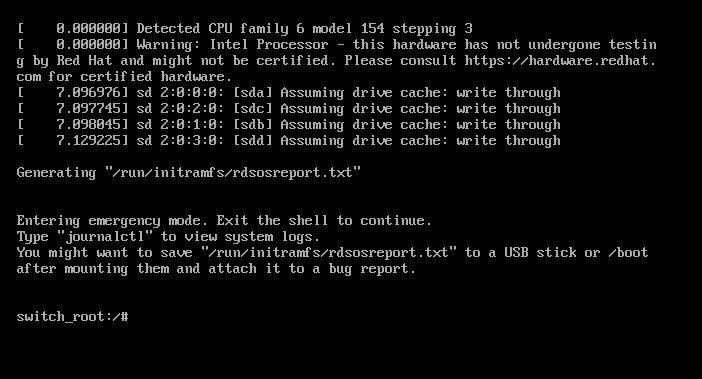 [    0.000000] Detected CPU family 6 model 154 stepping 3
[    0.000000] Warning: Intel Processor - this hardware has not undergone testin
g by Red Hat and might not be certified. Please consult https://hardware.redhat.
com for certified hardware.
[    7.096976] sd 2:0:0:0: [sda] Assuming drive cache: write through
[    7.097745] sd 2:0:2:0: [sdc] Assuming drive cache: write through
[    7.098045] sd 2:0:1:0: [sdb] Assuming drive cache: write through
[    7.129225] sd 2:0:3:0: [sdd] Assuming drive cache: write through
Generating "/run/initramfs/rdsosreport.txt"
Entering emergency mode. Exit the shell to continue.
Type "journalctl" to view system logs.
You might want to save "/run/initramfs/rdsosreport.txt" to a USB stick or /boot
after mounting them and attach it to a bug report.
switch_root:/#